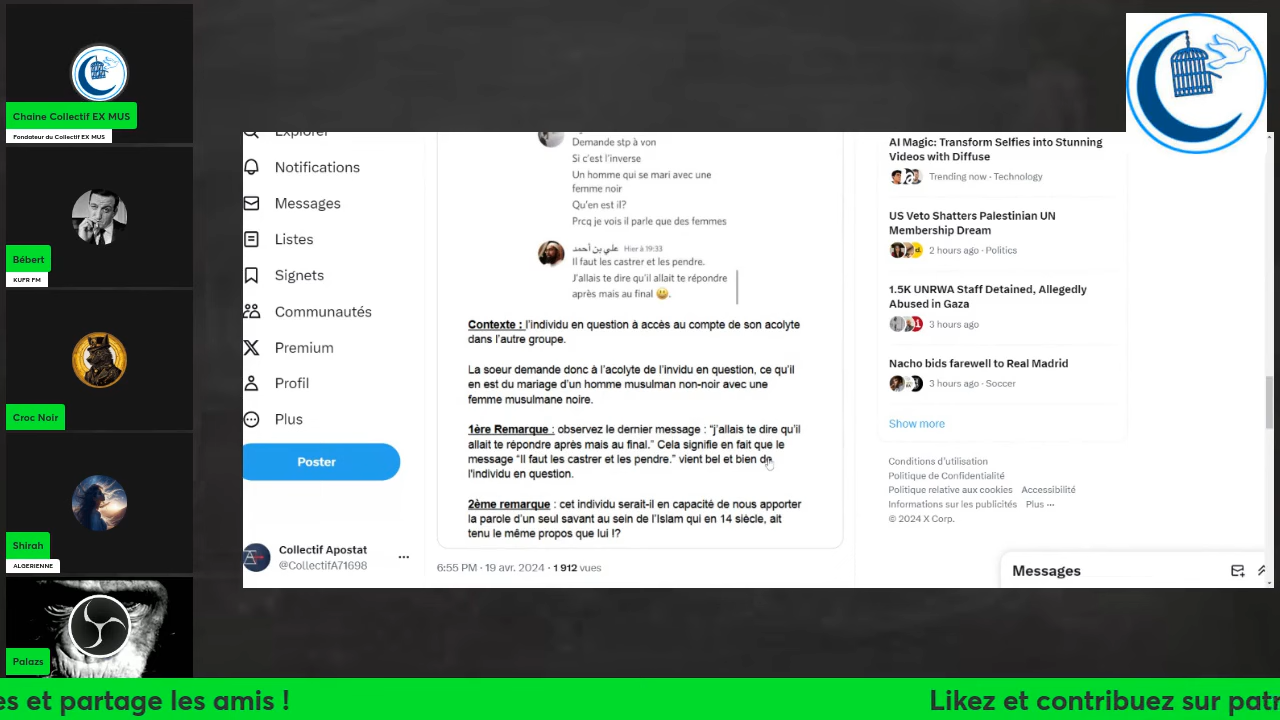 Chaine Collectif EX MUS
Fondateur du Collectif EX MUS
Bébert
KUFR FM
Croc Noir
Shirah
ALGERIENNE
Palazs
Explorer
Notifications
Messages
Listes
Signets
Communautés
Premium
Profil
Plus
Poster
Collectif Apostat
@CollectifA71698
Demande stp à von
Si c'est l'inverse
Un homme qui se mari avec une
femme noir
Qu'en est il?
Prcq je vois il parle que des femmes
علي بن أحمد Hier à 19:33
Il faut les castrer et les pendre.
J'allais te dire qu'il allait te répondre
après mais au final 😀.
Contexte : l'individu en question à accès au compte de son acolyte
dans l'autre groupe.
La soeur demande donc à l'acolyte de l'invidu en question, ce qu'il
en est du mariage d'un homme musulman non-noir avec une
femme musulmane noire.
1ère Remarque : observez le dernier message : “j'allais te dire qu'il
allait te répondre après mais au final.” Cela signifie en fait que le
message “Il faut les castrer et les pendre.” vient bel et bien de
l'individu en question.
2ème remarque : cet individu serait-il en capacité de nous apporter
la parole d'un seul savant au sein de l'Islam qui en 14 siècle, ait
tenu le même propos que lui !?
6:55 PM · 19 avr. 2024 · 1 912 vues
AI Magic: Transform Selfies into Stunning
Videos with Diffuse
Trending now · Technology
US Veto Shatters Palestinian UN
Membership Dream
2 hours ago · Politics
1.5K UNRWA Staff Detained, Allegedly
Abused in Gaza
3 hours ago
Nacho bids farewell to Real Madrid
3 hours ago · Soccer
Show more
Conditions d'utilisation
Politique de Confidentialité
Politique relative aux cookies Accessibilité
Informations sur les publicités Plus ···
© 2024 X Corp.
Messages
es et partage les amis ! Likez et contribuez sur patr